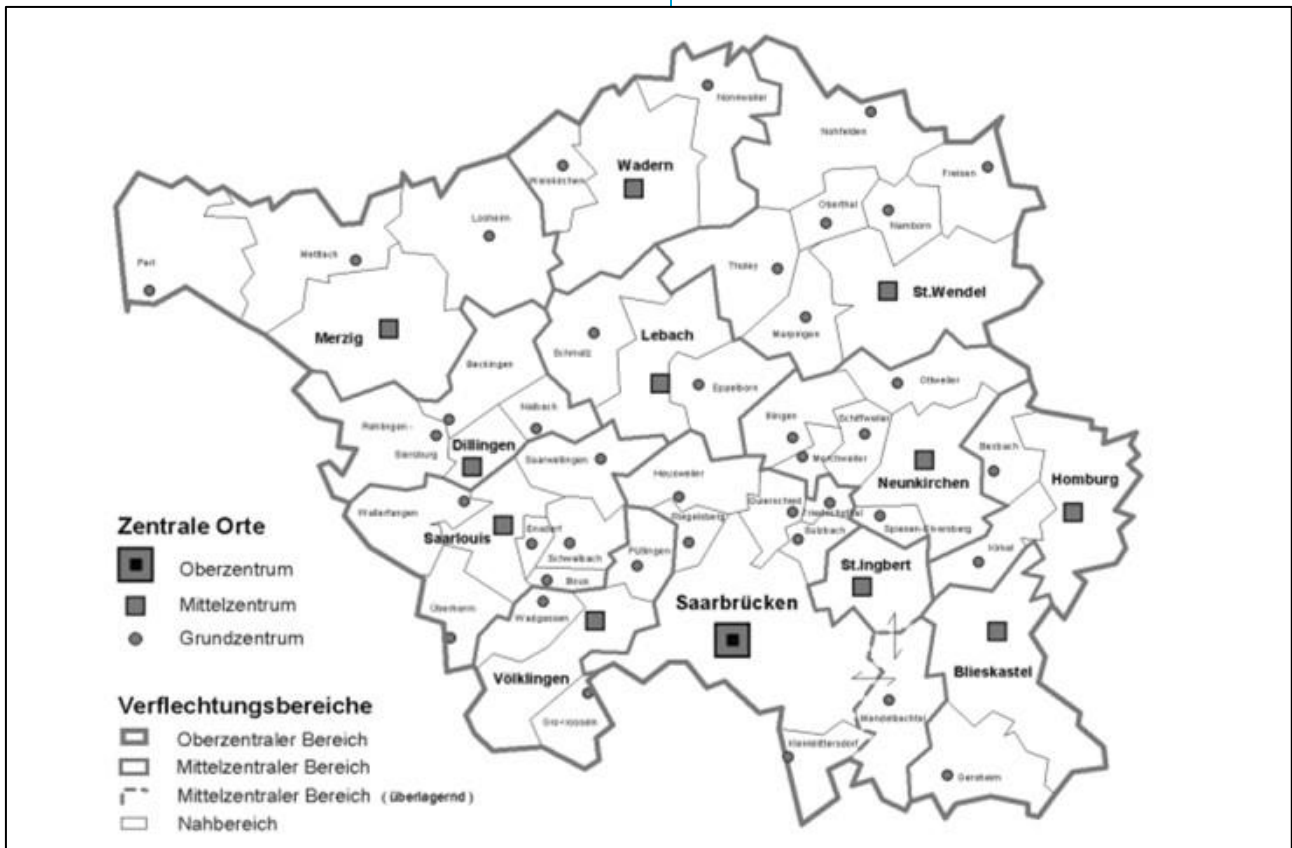 Nonnweiler
Nohfelden
Wadern
Weiskirchen
Freisen
Oberthal
Namborn
Losheim
Mettlach
Perl
Tholey
St.Wendel
Marpingen
Merzig
Lebach
Schmelz
Beckingen
Eppelborn
Ottweiler
Nalbach
Illingen
Schiffweiler
Rehlingen -
Siersburg
Dillingen
Merchweiler
Bexbach
Saarwellingen
Heusweiler
Neunkirchen
Homburg
Quierschied
Friedrichsthal
Wallerfangen
Riegelsberg
Sulzbach
Spiesen-Elversberg
Saarlouis
Ensdorf
Schwalbach
Püttingen
Kirkel
St.Ingbert
Bous
Überherrn
Wadgassen
Saarbrücken
Völklingen
Blieskastel
Mandelbachtal
Kleinblittersdorf
Gersheim
Zentrale Orte
Oberzentrum
Mittelzentrum
Grundzentrum
Verflechtungsbereiche
Oberzentraler Bereich
Mittelzentraler Bereich
Mittelzentraler Bereich ( überlagernd )
Nahbereich